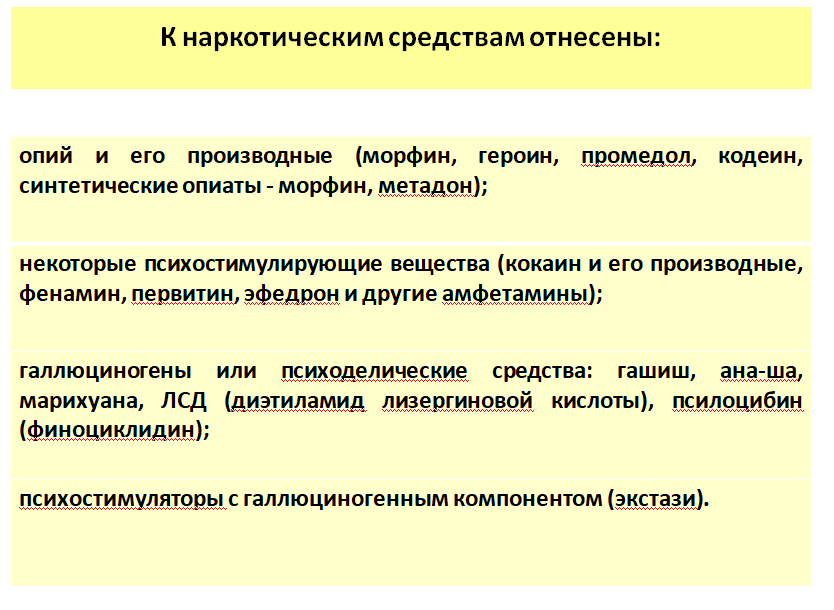 К наркотическим средствам отнесены:
опий и его производные (морфин, героин, промедол, кодеин,
синтетические опиаты - морфин, метадон);
некоторые психостимулирующие вещества (кокаин и его производные,
фенамин, первитин, эфедрон и другие амфетамины);
галлюциногены или психоделические средства: гашиш, ана-ша,
марихуана, ЛСД (диэтиламид лизергиновой кислоты), псилоцибин
(финоциклидин);
психостимуляторы с галлюциногенным компонентом (экстази).